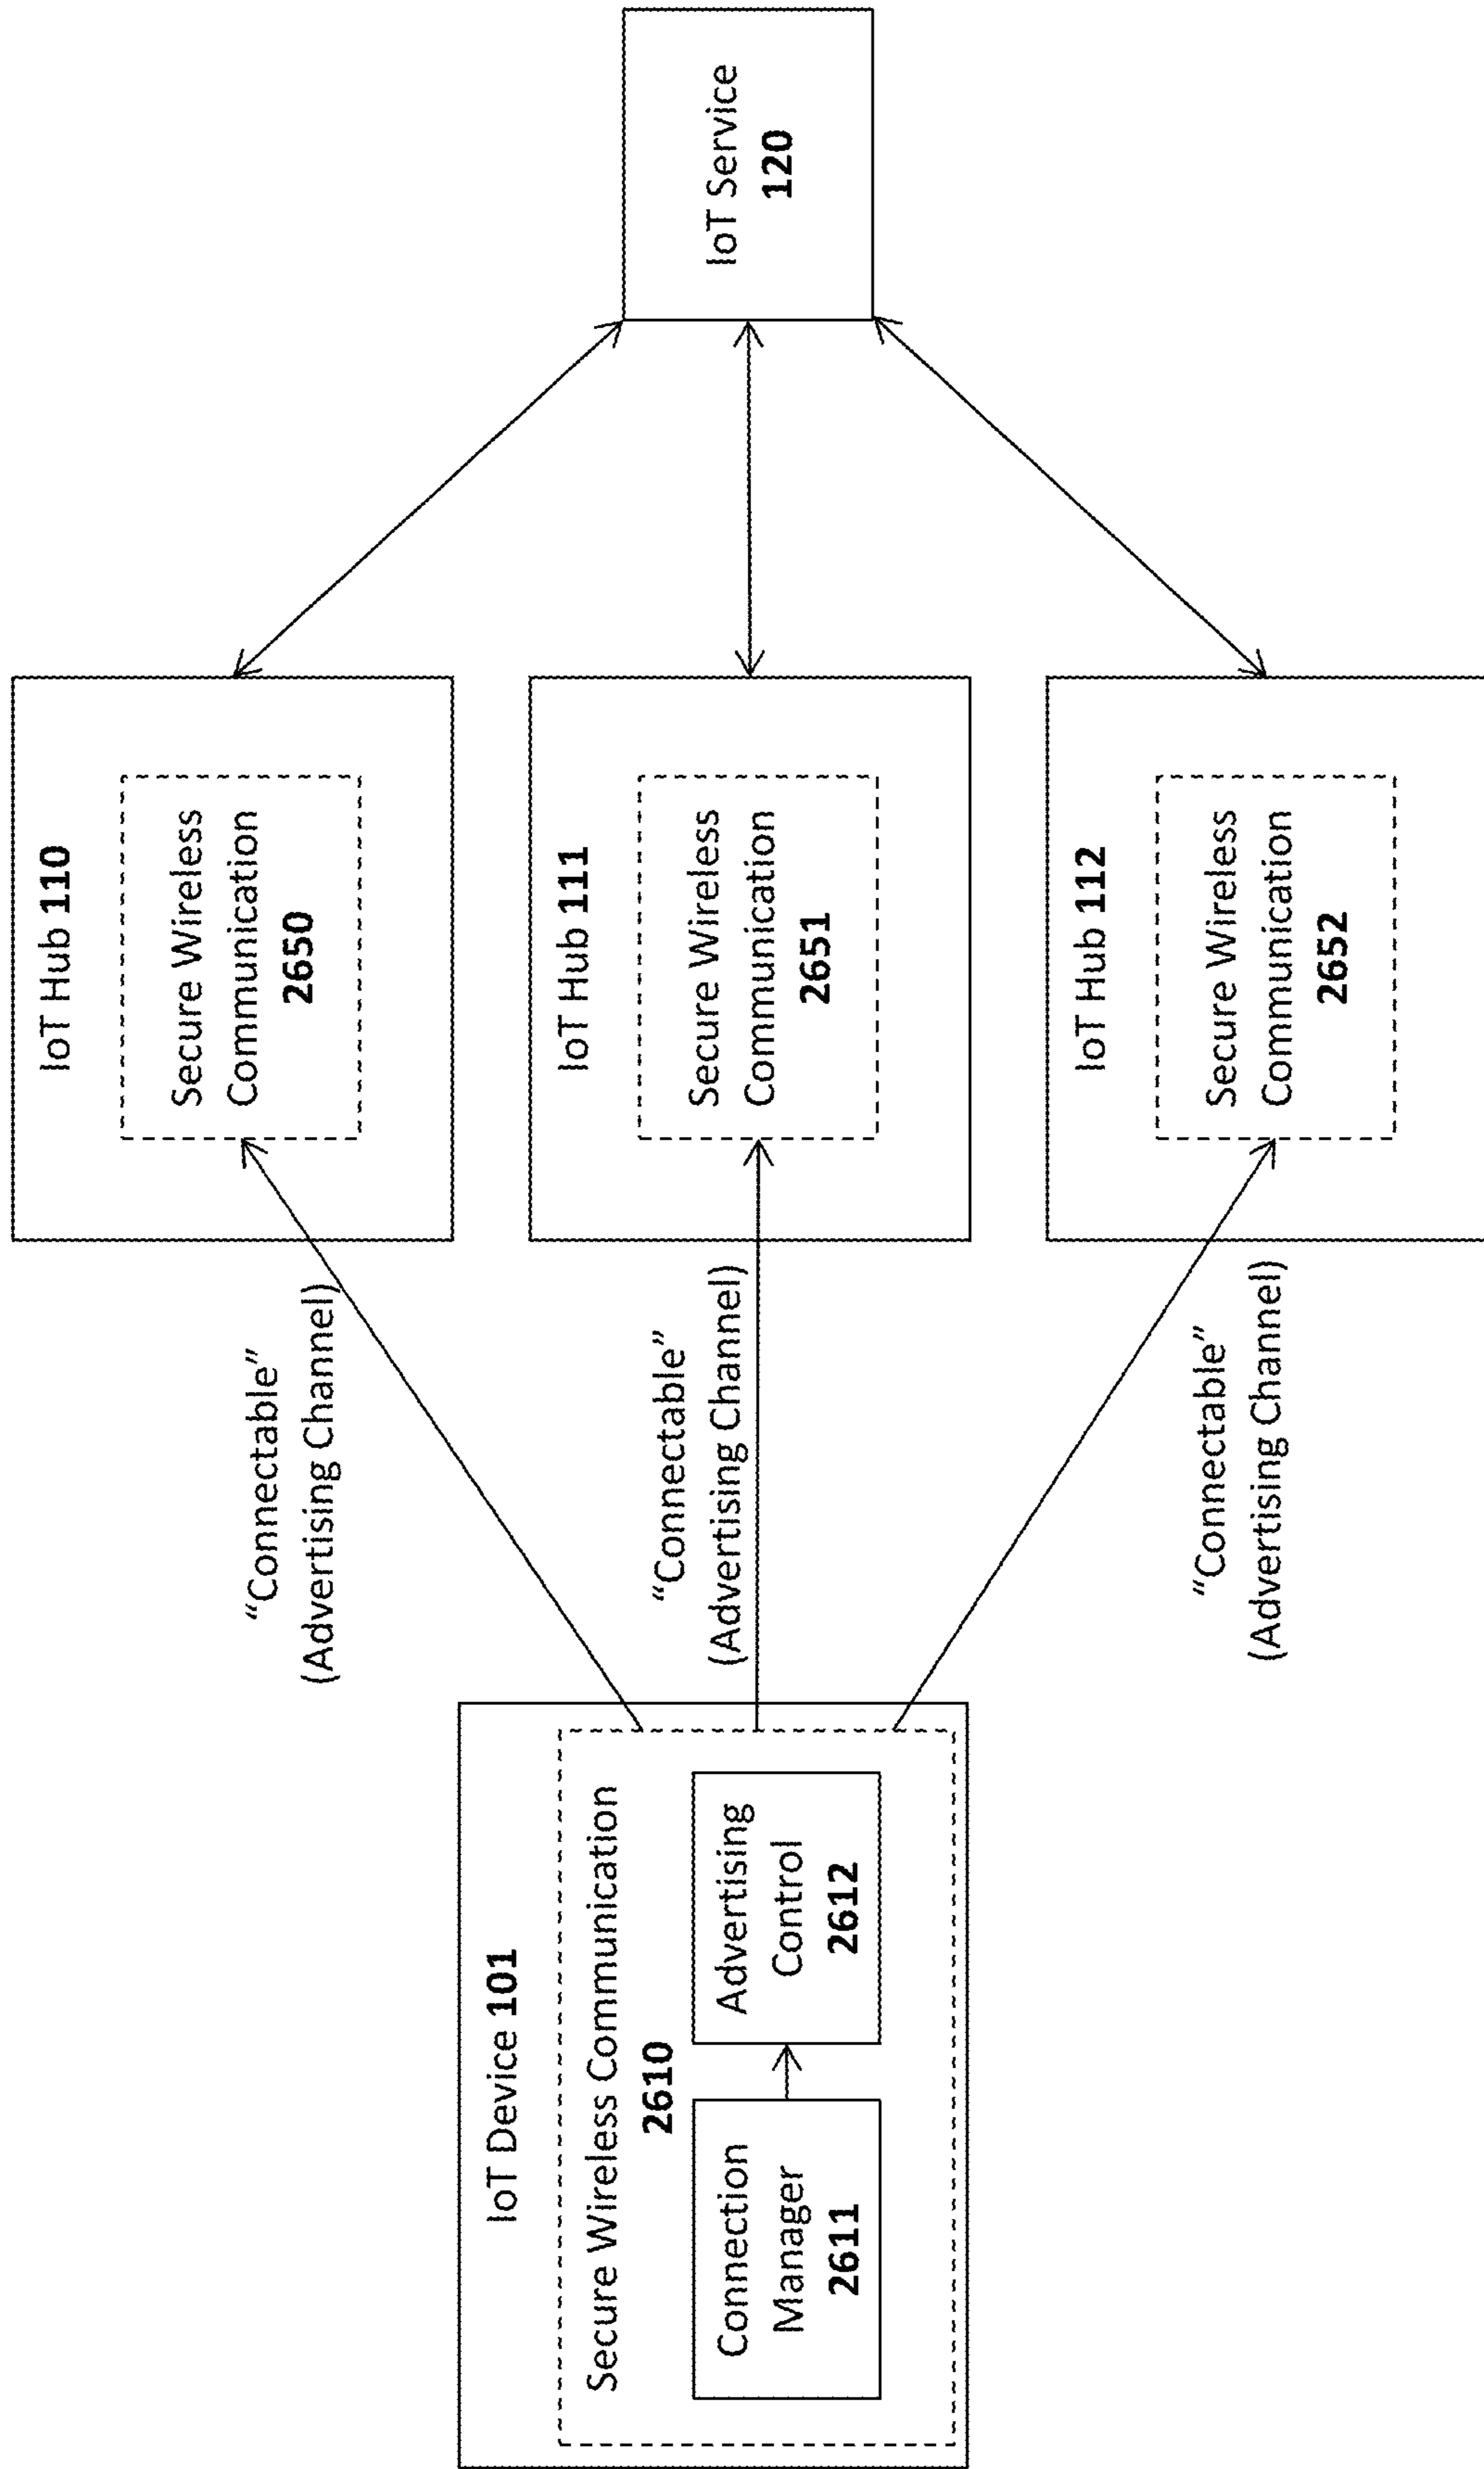 IoT Device 101
Secure Wireless Communication
2610
Connection
Manager
2611
Advertising
Control
2612
“Connectable”
(Advertising Channel)
“Connectable”
(Advertising Channel)
“Connectable”
(Advertising Channel)
IoT Hub 110
Secure Wireless
Communication
2650
IoT Hub 111
Secure Wireless
Communication
2651
IoT Hub 112
Secure Wireless
Communication
2652
IoT Service
120